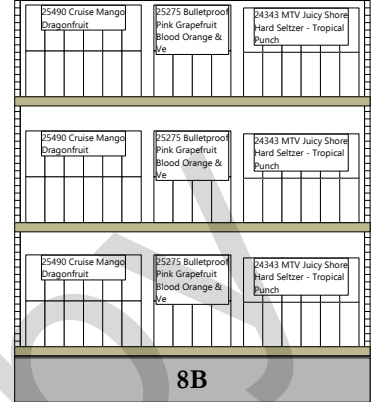 25490 Cruise Mango
Dragonfruit
25275 Bulletproof
Pink Grapefruit
Blood Orange &
Ve
24343 MTV Juicy Shore
Hard Seltzer - Tropical
Punch
25490 Cruise Mango
Dragonfruit
25275 Bulletproof
Pink Grapefruit
Blood Orange &
Ve
24343 MTV Juicy Shore
Hard Seltzer - Tropical
Punch
25490 Cruise Mango
Dragonfruit
25275 Bulletproof
Pink Grapefruit
Blood Orange &
Ve
24343 MTV Juicy Shore
Hard Seltzer - Tropical
Punch
8B